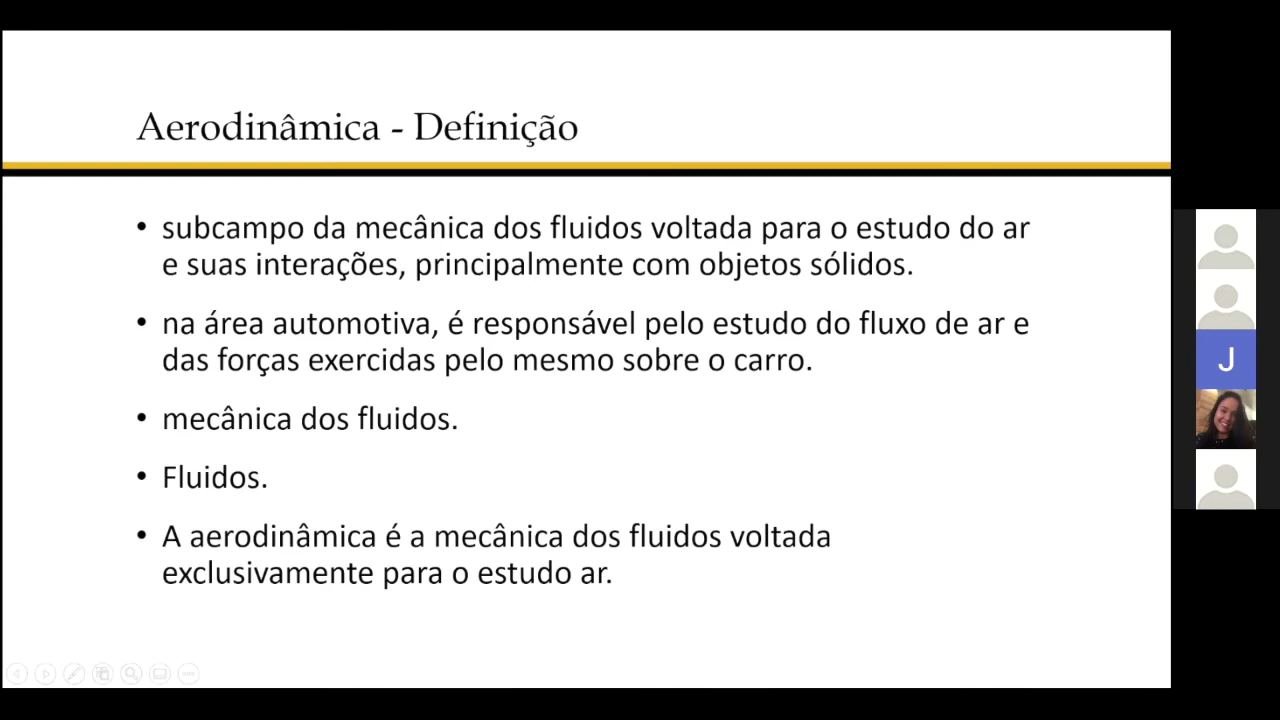 Aerodinâmica - Definição
• subcampo da mecânica dos fluidos voltada para o estudo do ar
e suas interações, principalmente com objetos sólidos.
• na área automotiva, é responsável pelo estudo do fluxo de ar e
das forças exercidas pelo mesmo sobre o carro.
• mecânica dos fluidos.
• Fluidos.
• A aerodinâmica é a mecânica dos fluidos voltada
exclusivamente para o estudo ar.
J